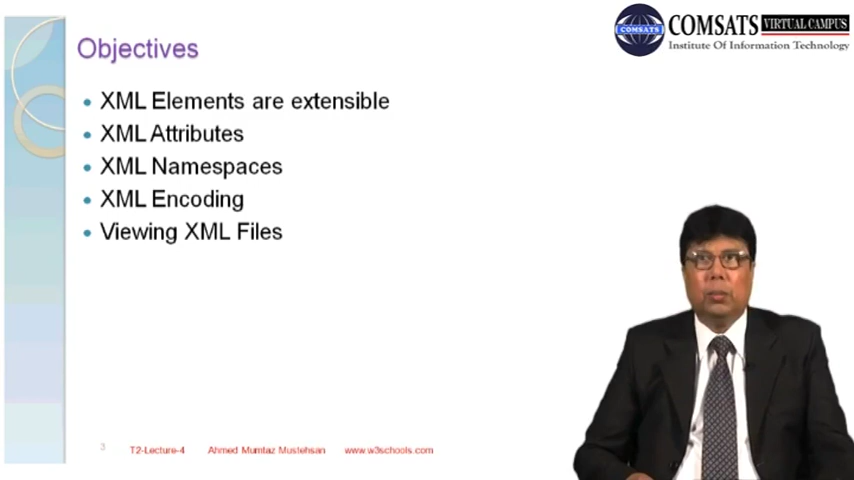 Objectives
COMSATS VIRTUAL CAMPUS
COMSATS
Institute Of Information Technology
• XML Elements are extensible
• XML Attributes
• XML Namespaces
• XML Encoding
• Viewing XML Files
3 T2-Lecture-4 Ahmed Mumtaz Mustehsan www.w3schools.com